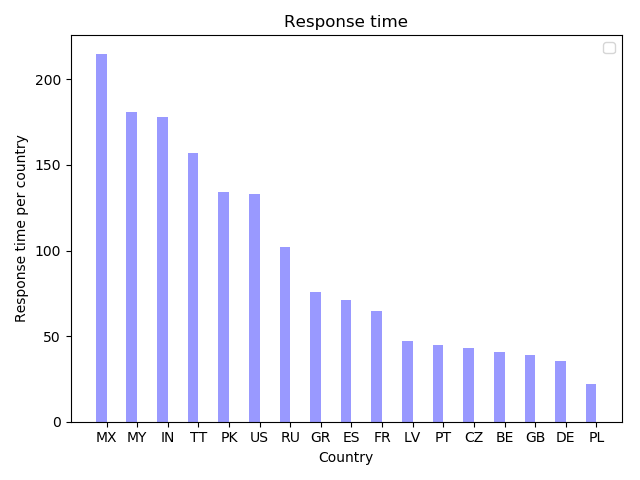 Response time
Response time per country
200
150
100
50
0
MX MY IN TT PK US RU GR ES FR LV PT CZ BE GB DE PL
Country